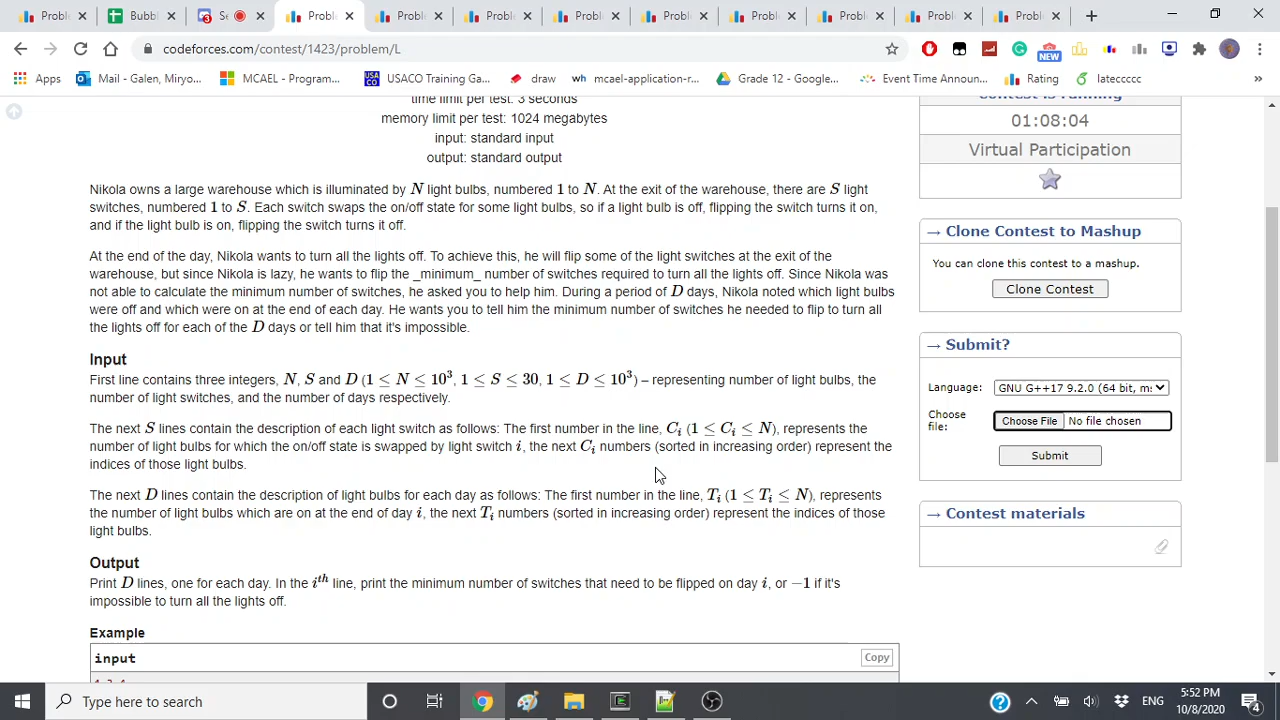 Proble
Bubbl
Se
Proble
Probl
Probl
Probl
Probl
Probl
Probl
Probl
Probl
codeforces.com/contest/1423/problem/L
NEW
Apps
Mail - Galen, Miryo...
MCAEL - Program...
USACO Training Ga...
draw
wh mcael-application-r...
Grade 12 - Google...
Event Time Announ...
Rating
lateccccc
»
time limit per test: 3 seconds
memory limit per test: 1024 megabytes
input: standard input
output: standard output
Nikola owns a large warehouse which is illuminated by N light bulbs, numbered 1 to N. At the exit of the warehouse, there are S light
switches, numbered 1 to S. Each switch swaps the on/off state for some light bulbs, so if a light bulb is off, flipping the switch turns it on,
and if the light bulb is on, flipping the switch turns it off.
At the end of the day, Nikola wants to turn all the lights off. To achieve this, he will flip some of the light switches at the exit of the
warehouse, but since Nikola is lazy, he wants to flip the _minimum_ number of switches required to turn all the lights off. Since Nikola was
not able to calculate the minimum number of switches, he asked you to help him. During a period of D days, Nikola noted which light bulbs
were off and which were on at the end of each day. He wants you to tell him the minimum number of switches he needed to flip to turn all
the lights off for each of the D days or tell him that it's impossible.
Input
First line contains three integers, N, S and D (1 ≤ N ≤ 10³, 1 ≤ S ≤ 30, 1 ≤ D ≤ 10³) – representing number of light bulbs, the
number of light switches, and the number of days respectively.
The next S lines contain the description of each light switch as follows: The first number in the line, Cᵢ (1 ≤ Cᵢ ≤ N), represents the
number of light bulbs for which the on/off state is swapped by light switch i, the next Cᵢ numbers (sorted in increasing order) represent the
indices of those light bulbs.
The next D lines contain the description of light bulbs for each day as follows: The first number in the line, Tᵢ (1 ≤ Tᵢ ≤ N), represents
the number of light bulbs which are on at the end of day i, the next Tᵢ numbers (sorted in increasing order) represent the indices of those
light bulbs.
Output
Print D lines, one for each day. In the iᵗʰ line, print the minimum number of switches that need to be flipped on day i, or −1 if it's
impossible to turn all the lights off.
Example
input
Copy
Contest is running
01:08:04
Virtual Participation
→ Clone Contest to Mashup
You can clone this contest to a mashup.
Clone Contest
→ Submit?
Language:
GNU G++17 9.2.0 (64 bit, ms
Choose
file:
Choose File No file chosen
Submit
→ Contest materials
Type here to search
ENG
5:52 PM
10/8/2020
4